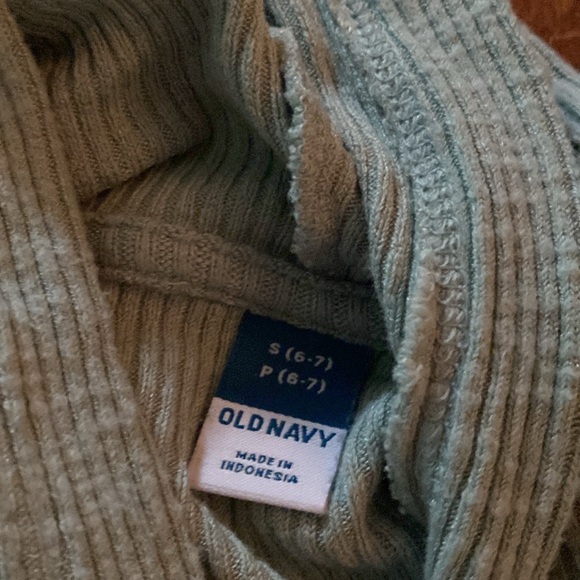 S (6-7)
P (6-7)
OLD NAVY
MADE IN
INDONESIA